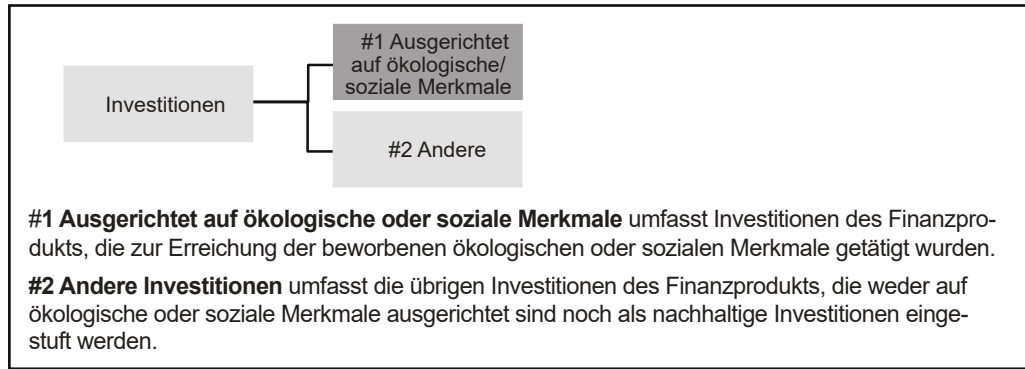 #1 Ausgerichtet
auf ökologische/
soziale Merkmale
Investitionen
#2 Andere
#1 Ausgerichtet auf ökologische oder soziale Merkmale umfasst Investitionen des Finanzpro-
dukts, die zur Erreichung der beworbenen ökologischen oder sozialen Merkmale getätigt wurden.
#2 Andere Investitionen umfasst die übrigen Investitionen des Finanzprodukts, die weder auf
ökologische oder soziale Merkmale ausgerichtet sind noch als nachhaltige Investitionen einge-
stuft werden.